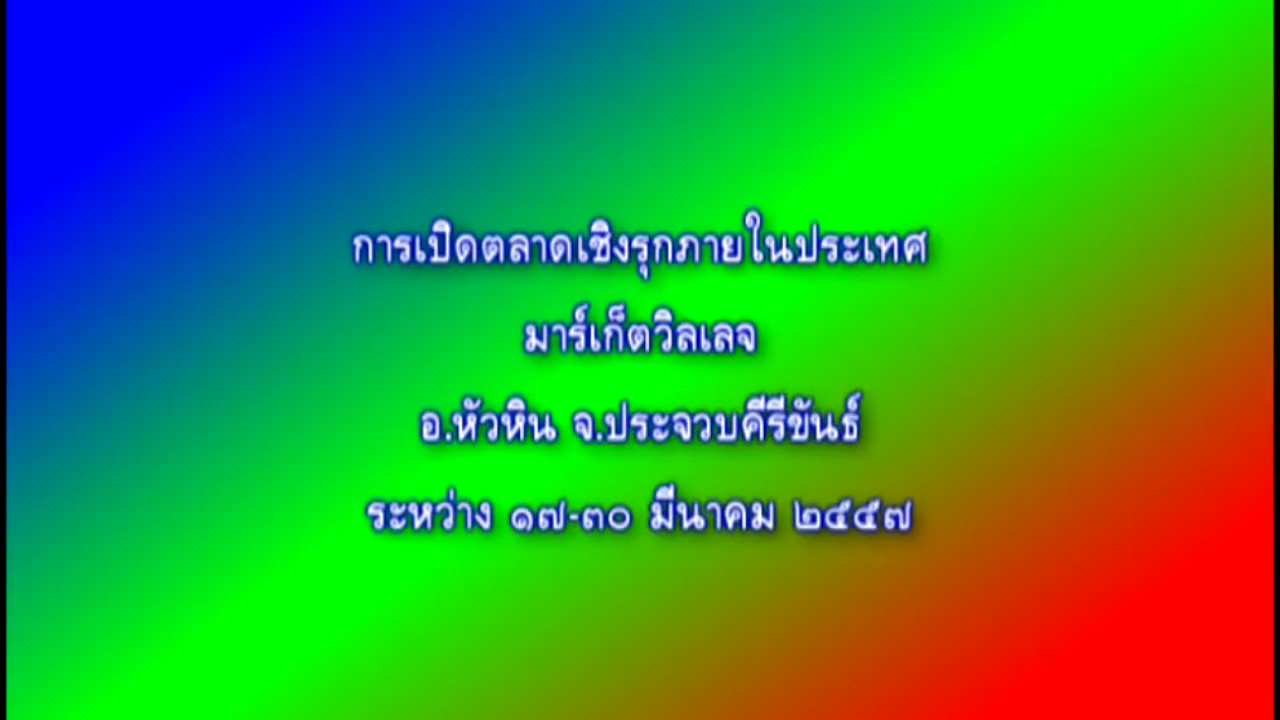 การเปิดตลาดเชิงรุกภายในประเทศ
มาร์เก็ตวิลเลจ
อ.หัวหิน จ.ประจวบคีรีขันธ์
ระหว่าง ๑๗-๓๐ มีนาคม ๒๕๕๗